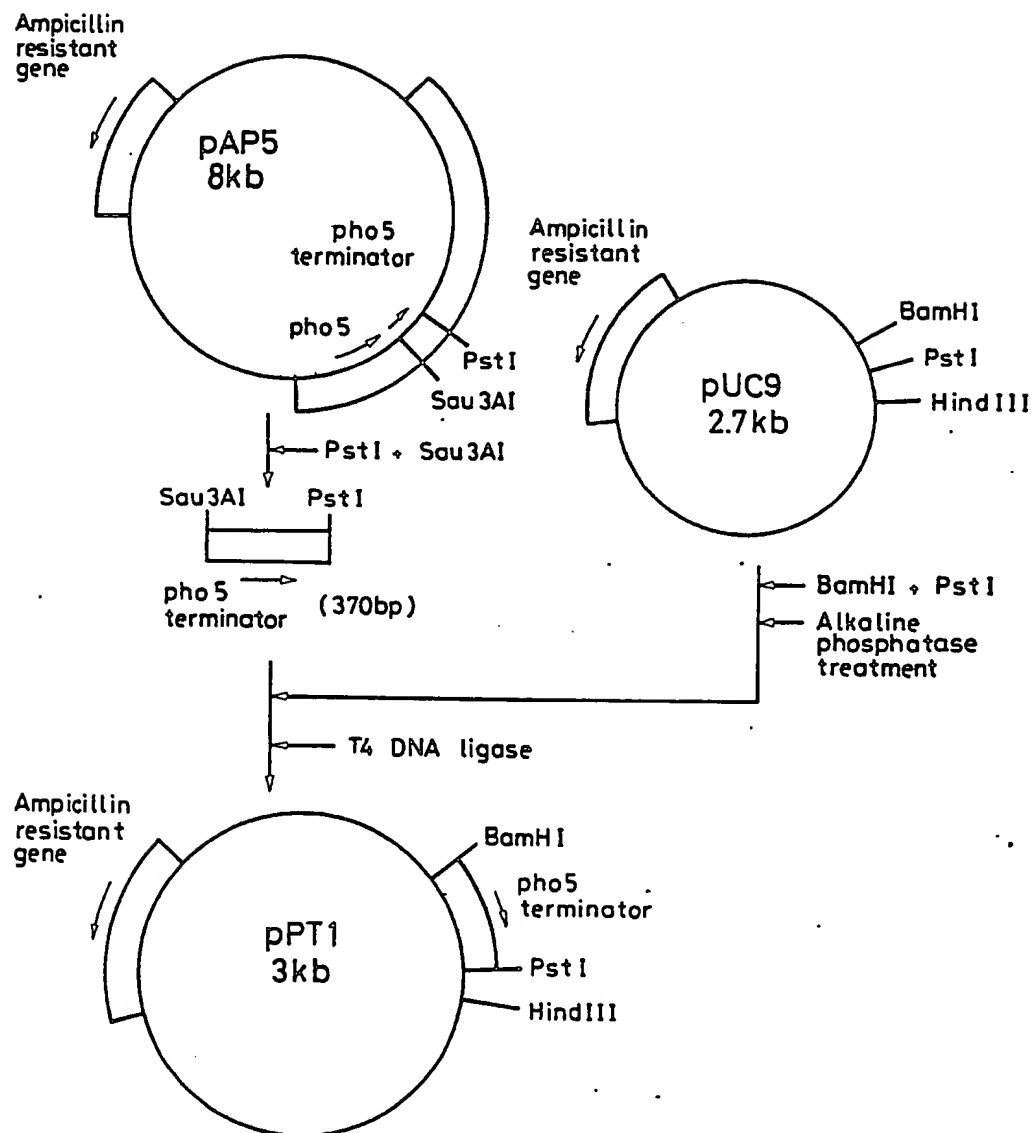 Ampicillin
resistant
gene
pAP5
8kb
pho5
terminator
pho5
PstI
Sau3AI
Ampicillin
resistant
gene
BamHI
PstI
HindIII
pUC9
2.7kb
PstI + Sau3AI
Sau3AI PstI
pho5
terminator
(370bp)
BamHI + PstI
Alkaline
phosphatase
treatment
T4 DNA ligase
Ampicillin
resistant
gene
BamHI
pho5
terminator
pPT1
3kb
PstI
HindIII